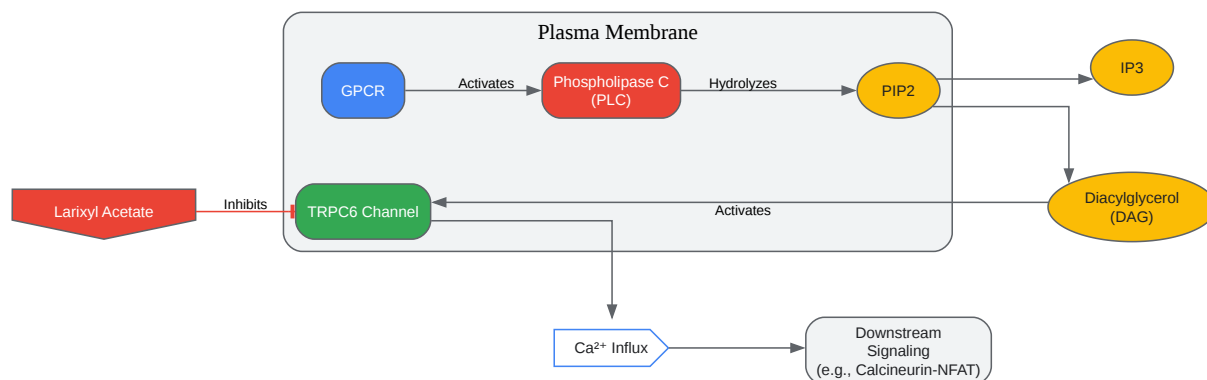 Plasma Membrane
GPCR
Activates
Phospholipase C
(PLC)
Hydrolyzes
PIP2
IP3
Larixyl Acetate
Inhibits
TRPC6 Channel
Activates
Diacylglycerol
(DAG)
Ca²⁺ Influx
Downstream
Signaling
(e.g., Calcineurin-NFAT)